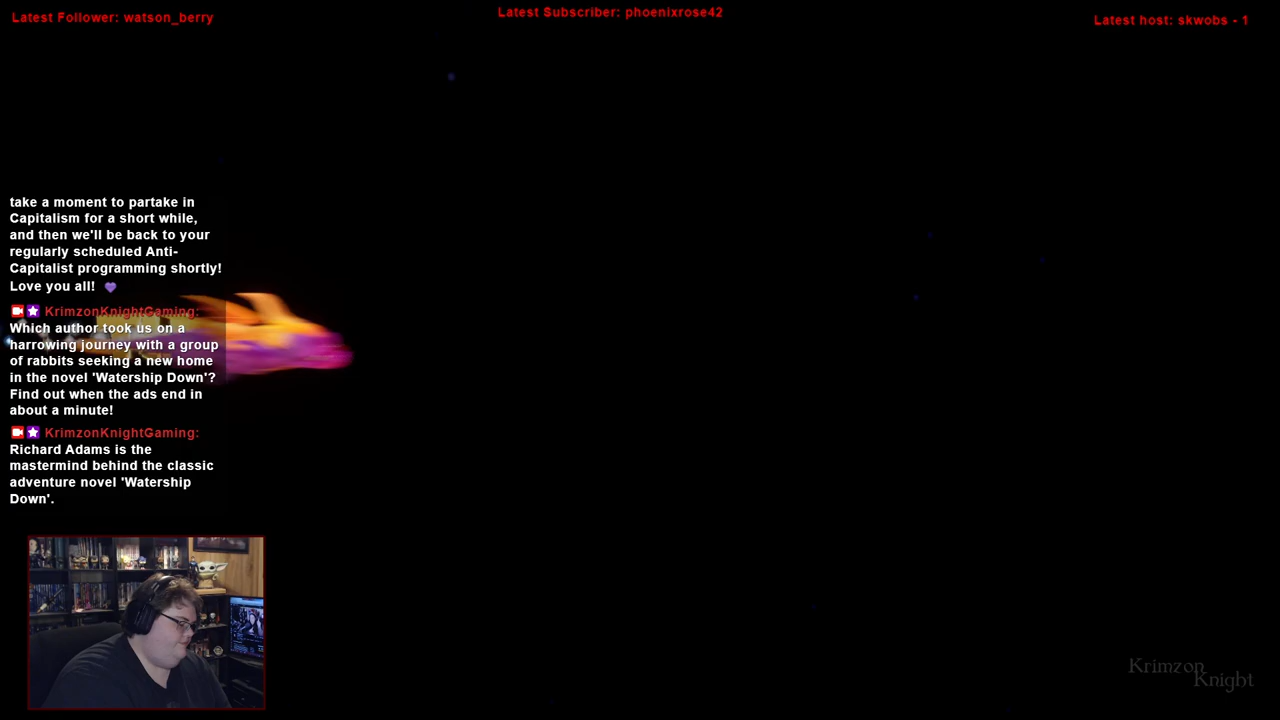 Latest Follower: watson_berry
Latest Subscriber: phoenixrose42
Latest host: skwobs - 1
take a moment to partake in
Capitalism for a short while,
and then we'll be back to your
regularly scheduled Anti-
Capitalist programming shortly!
Love you all! 💜
KrimzonKnightGaming:
Which author took us on a
harrowing journey with a group
of rabbits seeking a new home
in the novel 'Watership Down'?
Find out when the ads end in
about a minute!
KrimzonKnightGaming:
Richard Adams is the
mastermind behind the classic
adventure novel 'Watership
Down'.
Krimzon
Knight